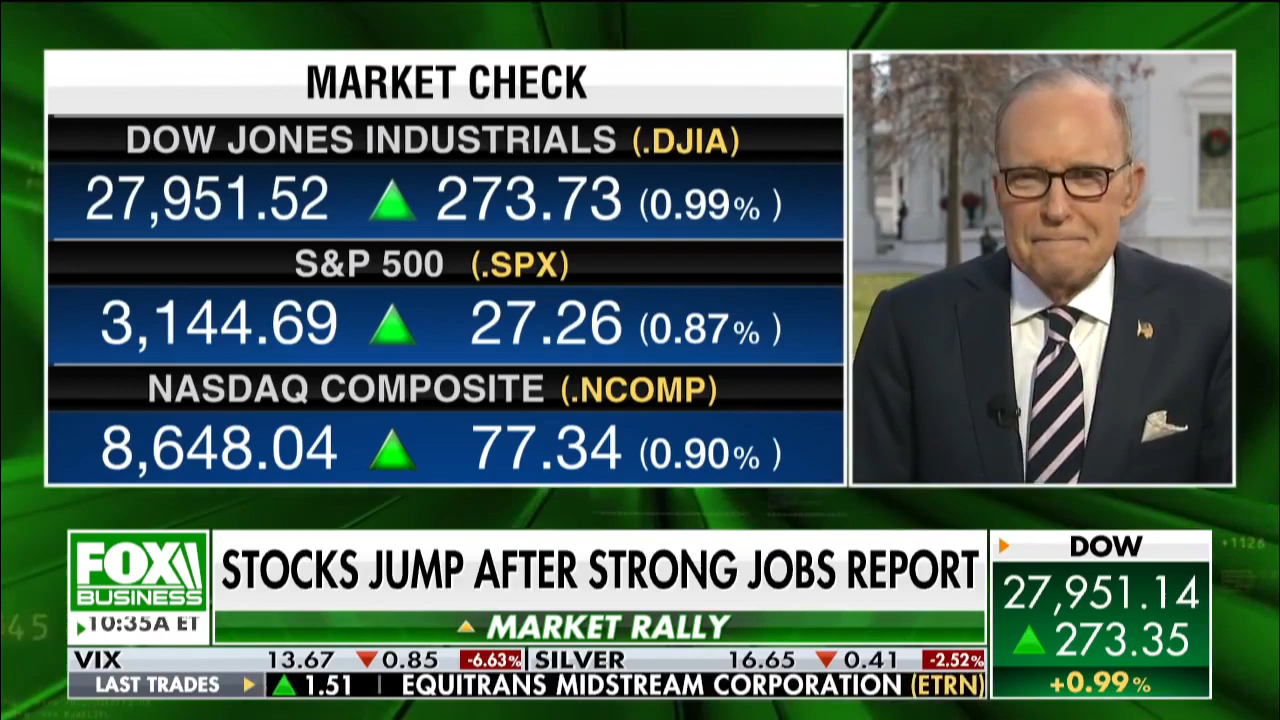 MARKET CHECK
DOW JONES INDUSTRIALS (.DJIA)
27,951.52 ▲ 273.73 (0.99% )
S&P 500 (.SPX)
3,144.69 ▲ 27.26 (0.87% )
NASDAQ COMPOSITE (.NCOMP)
8,648.04 ▲ 77.34 (0.90% )
FOX
BUSINESS
10:35A ET
STOCKS JUMP AFTER STRONG JOBS REPORT
MARKET RALLY
DOW
27,951.14
▲ 273.35
+0.99%
VIX 13.67 ▼0.85 -6.63% SILVER 16.65 ▼0.41 -2.52%
LAST TRADES ▲ 1.51 | EQUITRANS MIDSTREAM CORPORATION (ETRN)
+1126
45